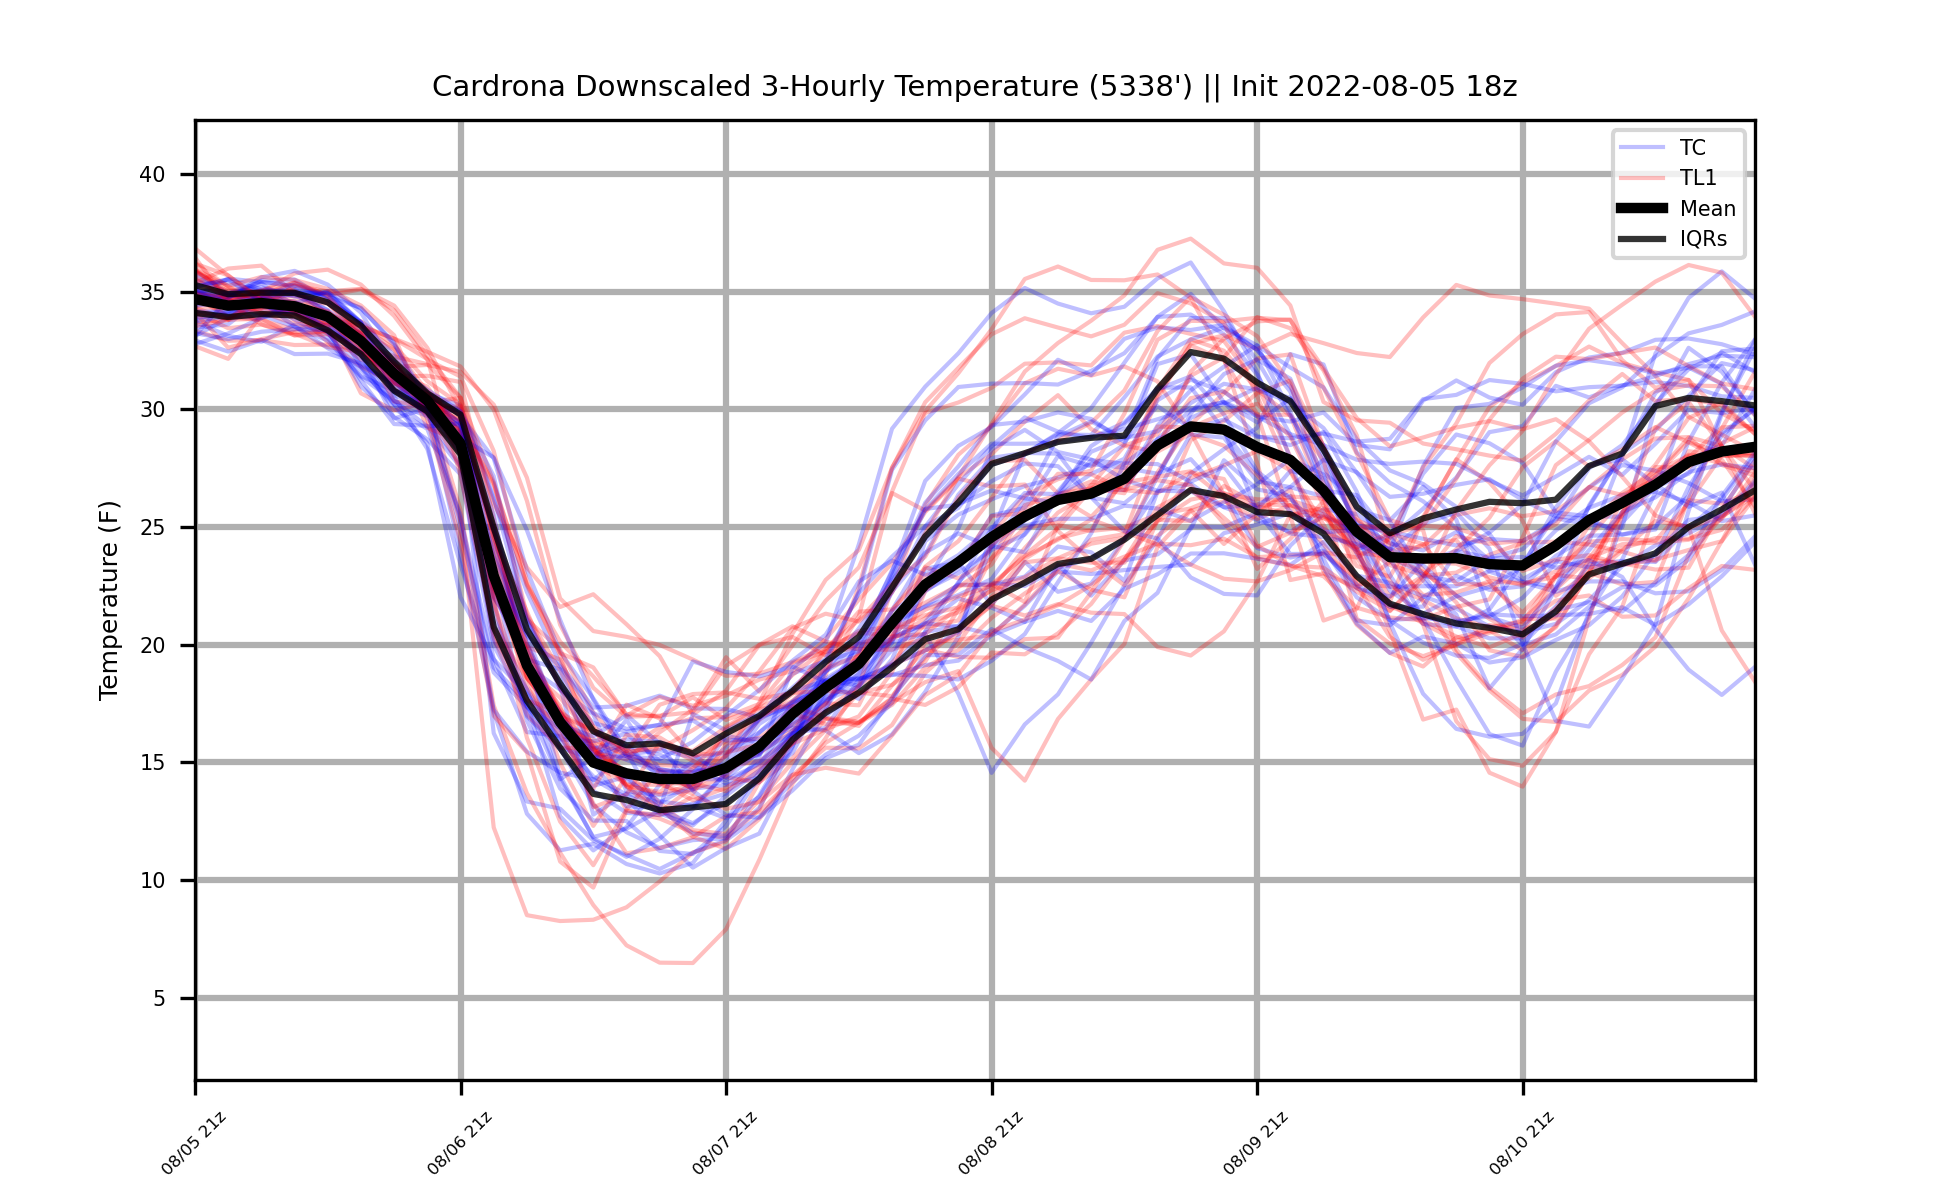 Cardrona Downscaled 3-Hourly Temperature (5338') || Init 2022-08-05 18z
TC
TL1
Mean
IQRs
Temperature (F)
40
35
30
25
20
15
10
5
08/05 21z
08/06 21z
08/07 21z
08/08 21z
08/09 21z
08/10 21z